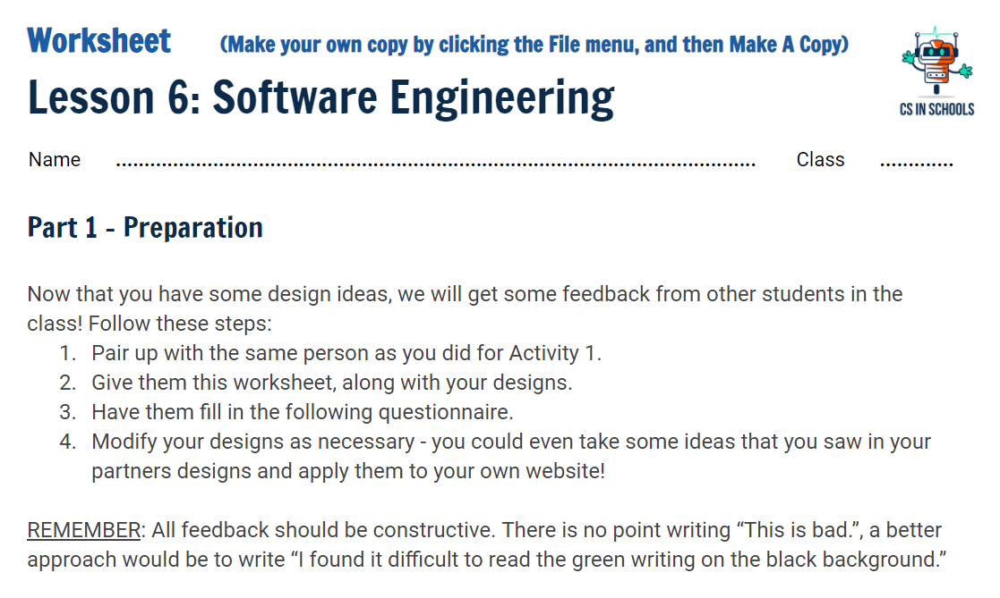 Worksheet (Make your own copy by clicking the File menu, and then Make A Copy)
Lesson 6: Software Engineering
CS IN SCHOOLS
Name ........................................................................................................ Class .............
Part 1 - Preparation
Now that you have some design ideas, we will get some feedback from other students in the
class! Follow these steps:
1. Pair up with the same person as you did for Activity 1.
2. Give them this worksheet, along with your designs.
3. Have them fill in the following questionnaire.
4. Modify your designs as necessary - you could even take some ideas that you saw in your
partners designs and apply them to your own website!
REMEMBER: All feedback should be constructive. There is no point writing “This is bad.”, a better
approach would be to write “I found it difficult to read the green writing on the black background.”